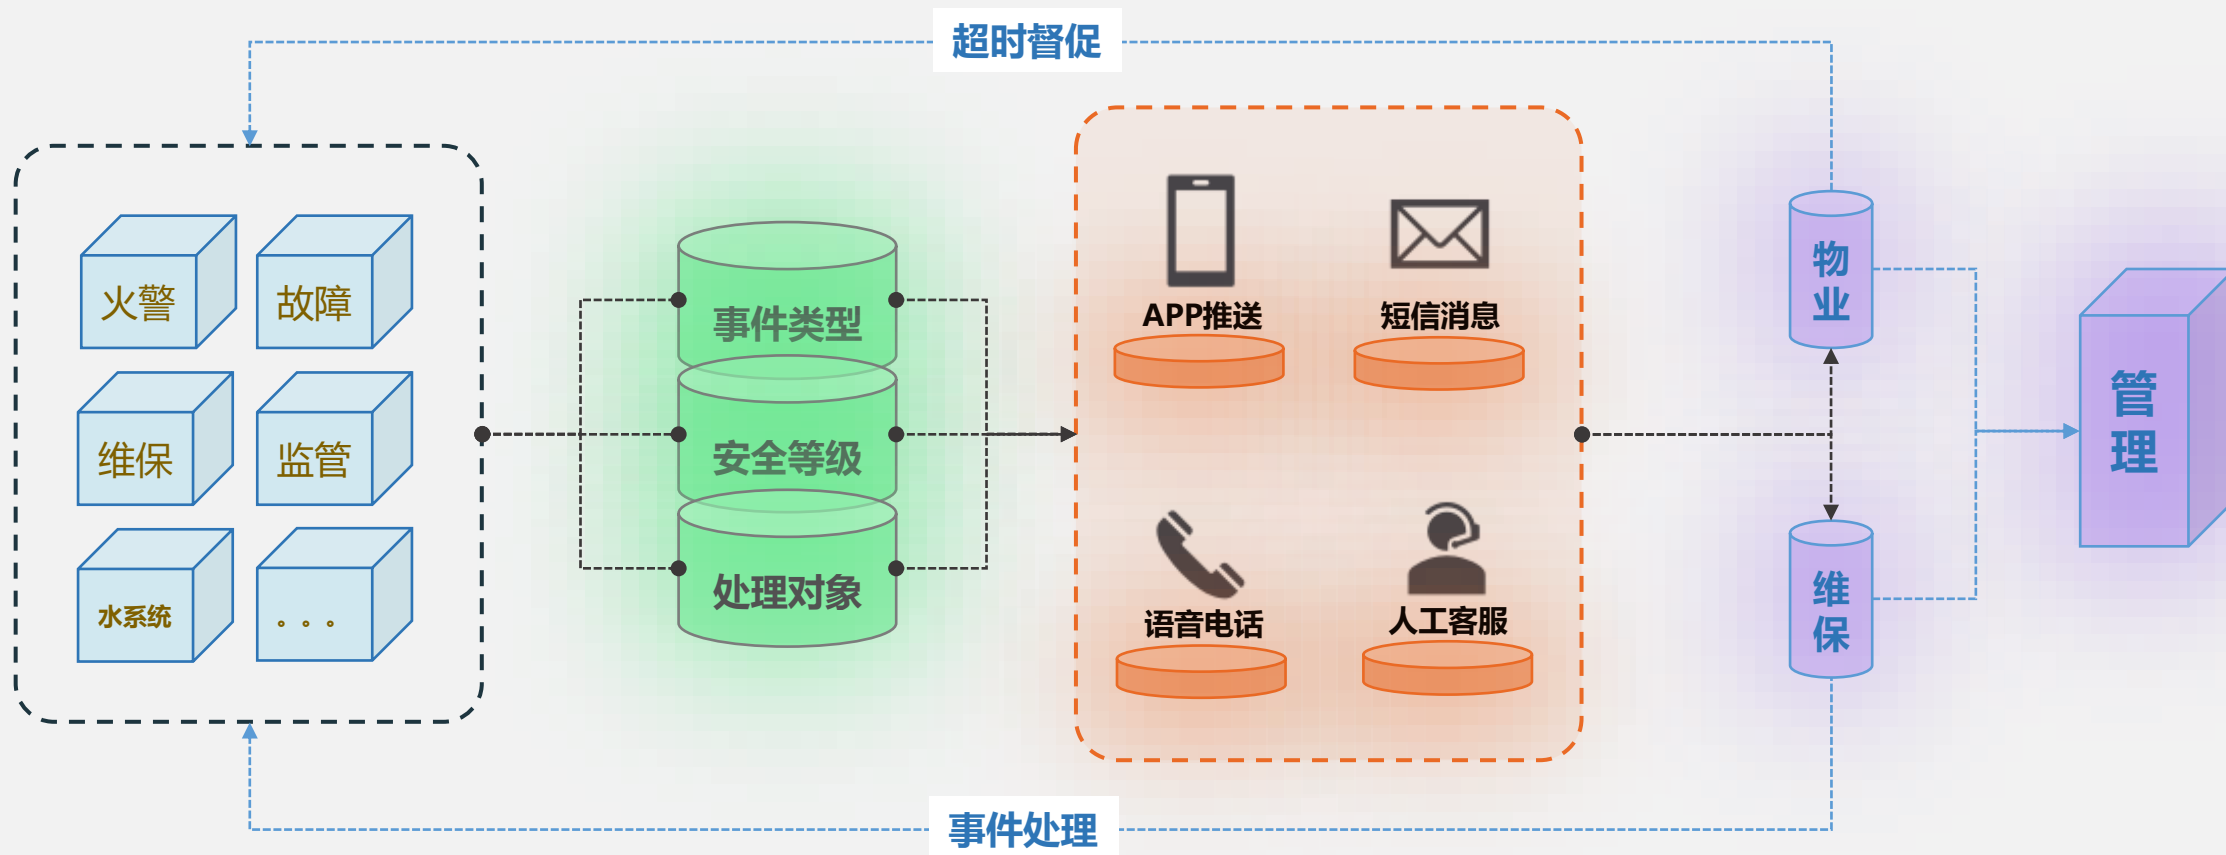 超时督促
火警
故障
维保
监管
水系统
。。。
事件类型
安全等级
处理对象
APP推送
短信消息
语音电话
人工客服
物业
维保
管理
事件处理